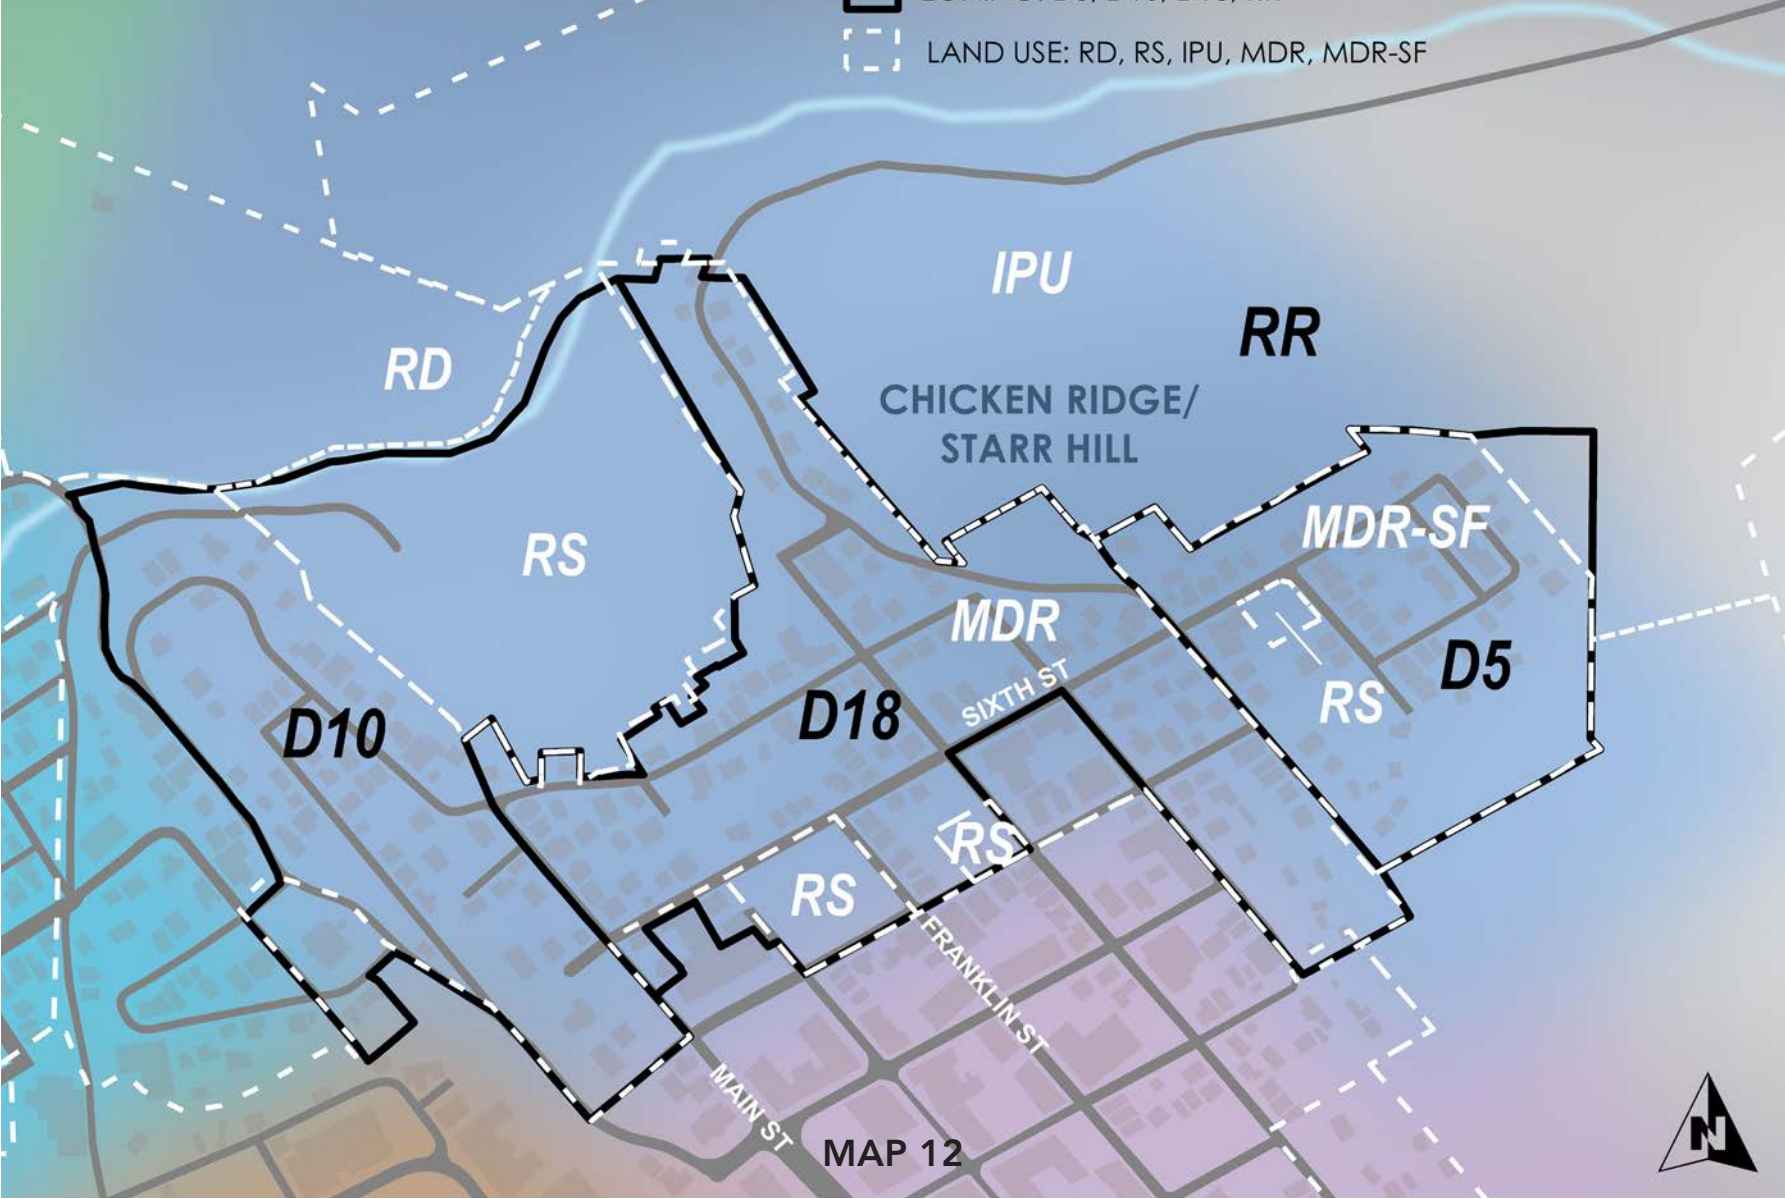 LAND USE: RD, RS, IPU, MDR, MDR-SF
IPU
RR
RD
CHICKEN RIDGE/
STARR HILL
MDR-SF
RS
MDR
D5
RS
SIXTH ST
D18
D10
RS
RS
FRANKLIN ST
MAIN ST
MAP 12
N